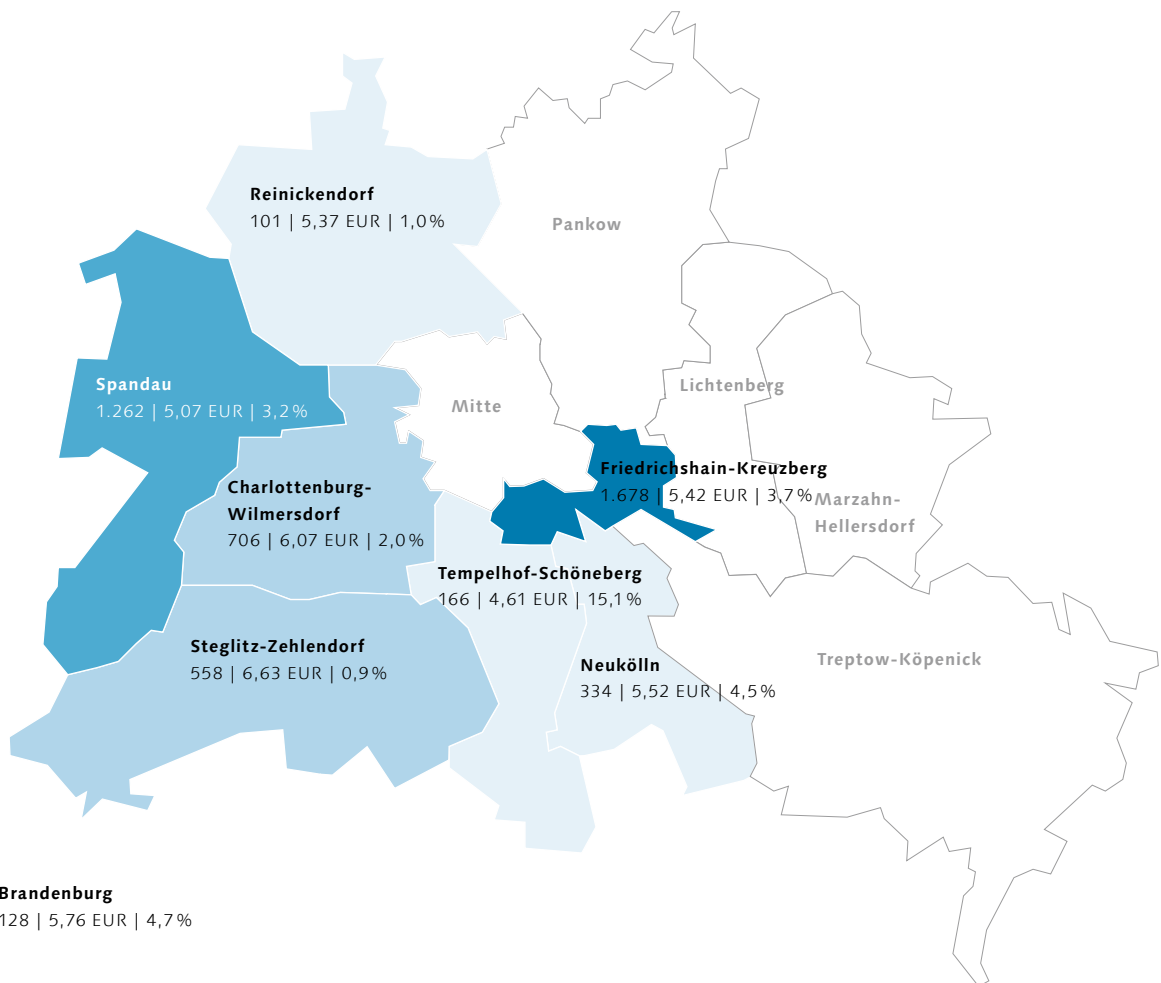 Reinickendorf
101 | 5,37 EUR | 1,0%
Pankow
Spandau
1.262 | 5,07 EUR | 3,2%
Lichtenberg
Mitte
Friedrichshain-Kreuzberg
1.678 | 5,42 EUR | 3,7%
Charlottenburg-
Wilmersdorf
706 | 6,07 EUR | 2,0%
Marzahn-
Hellersdorf
Tempelhof-Schöneberg
166 | 4,61 EUR | 15,1%
Steglitz-Zehlendorf
558 | 6,63 EUR | 0,9%
Neukölln
334 | 5,52 EUR | 4,5%
Treptow-Köpenick
Brandenburg
128 | 5,76 EUR | 4,7%